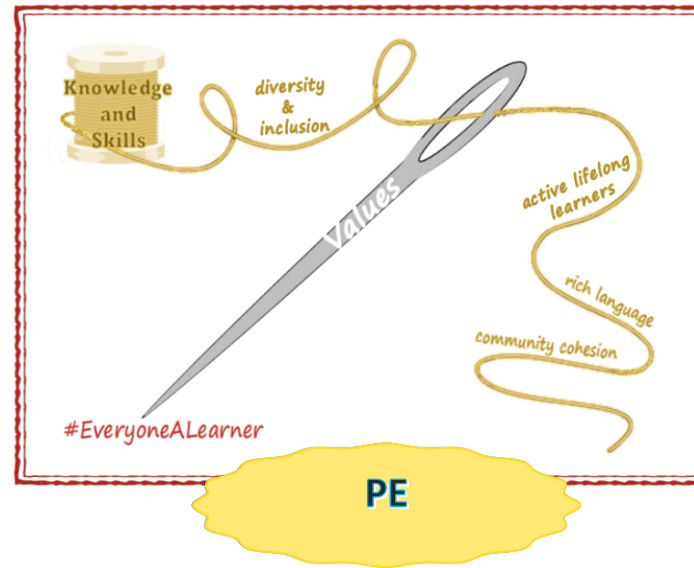 Knowledge
and
Skills
diversity
&
inclusion
Values
active lifelong
learners
rich language
community cohesion
#EveryoneALearner
PE